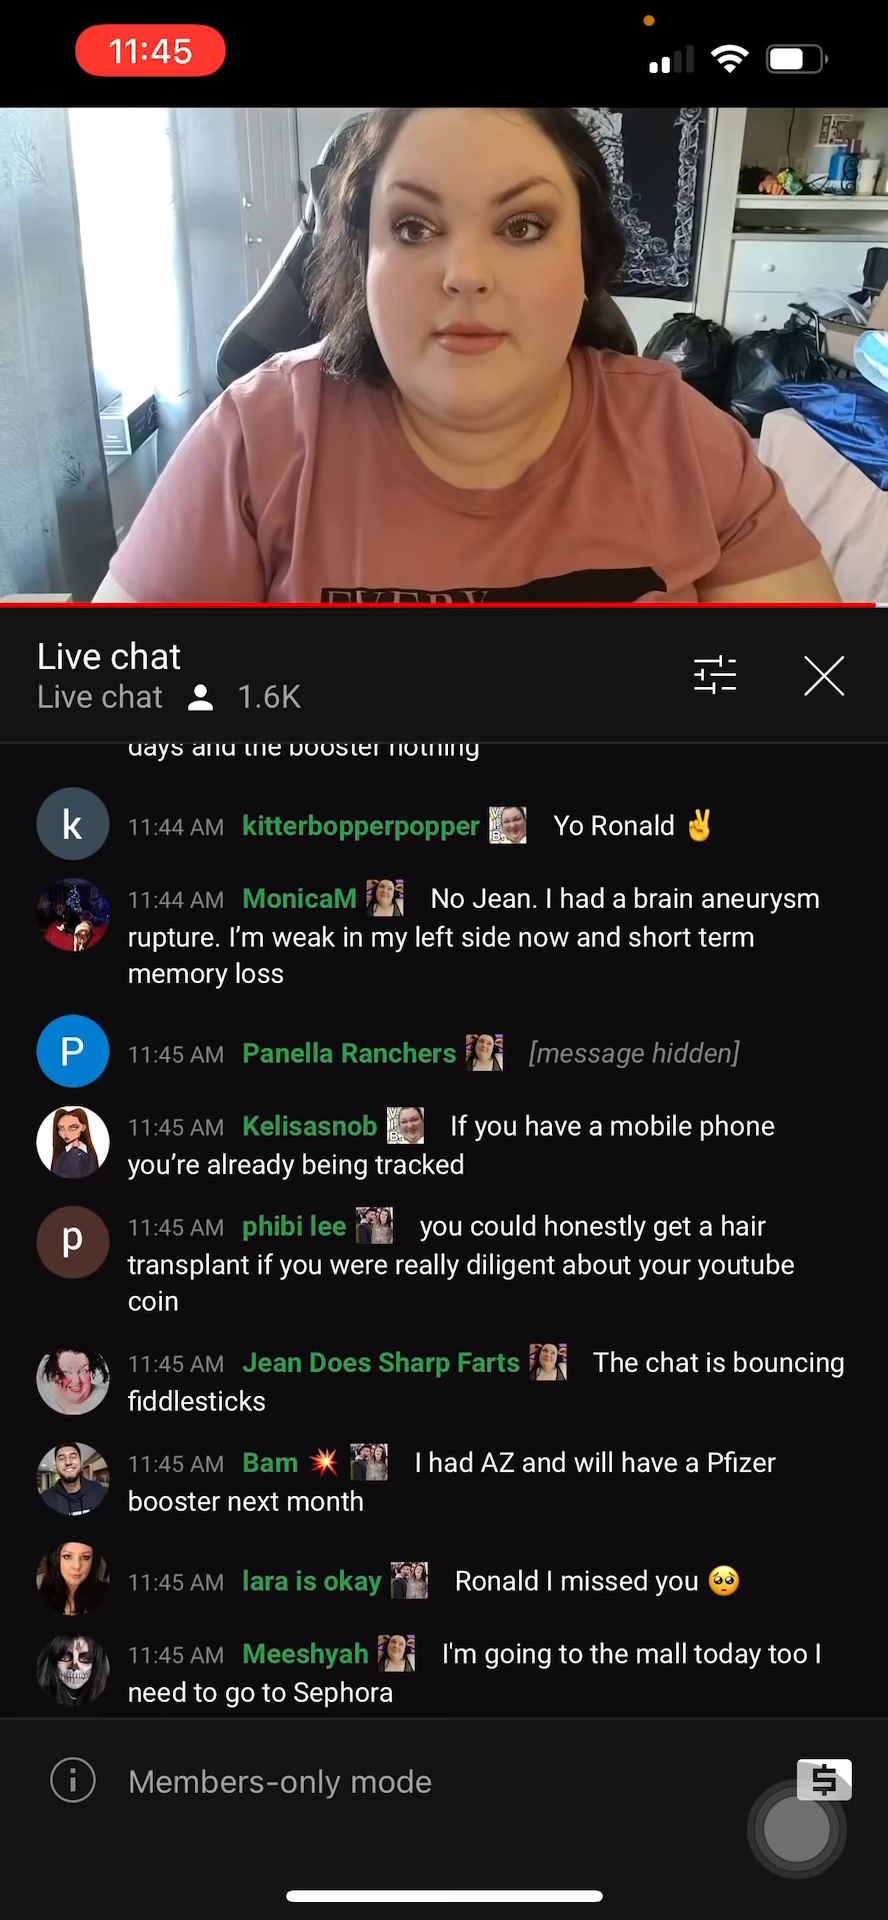 11:45
EVERY
Live chat
Live chat 1.6K
days and the booster nothing
k
11:44 AM kitterbopperpopper Yo Ronald ✌️
11:44 AM MonicaM No Jean. I had a brain aneurysm
rupture. I’m weak in my left side now and short term
memory loss
P
11:45 AM Panella Ranchers [message hidden]
11:45 AM Kelisasnob If you have a mobile phone
you’re already being tracked
p
11:45 AM phibi lee you could honestly get a hair
transplant if you were really diligent about your youtube
coin
11:45 AM Jean Does Sharp Farts The chat is bouncing
fiddlesticks
11:45 AM Bam 💥 I had AZ and will have a Pfizer
booster next month
11:45 AM lara is okay Ronald I missed you 🥺
11:45 AM Meeshyah I'm going to the mall today too I
need to go to Sephora
Members-only mode
$